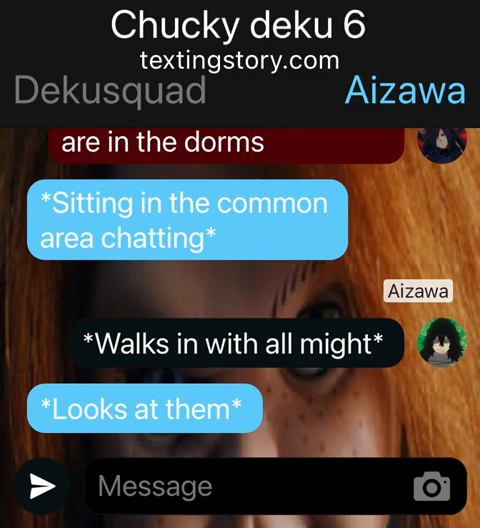 Chucky deku 6
textingstory.com
Dekusquad
Aizawa
are in the dorms
*Sitting in the common
area chatting*
Aizawa
*Walks in with all might*
*Looks at them*
Message